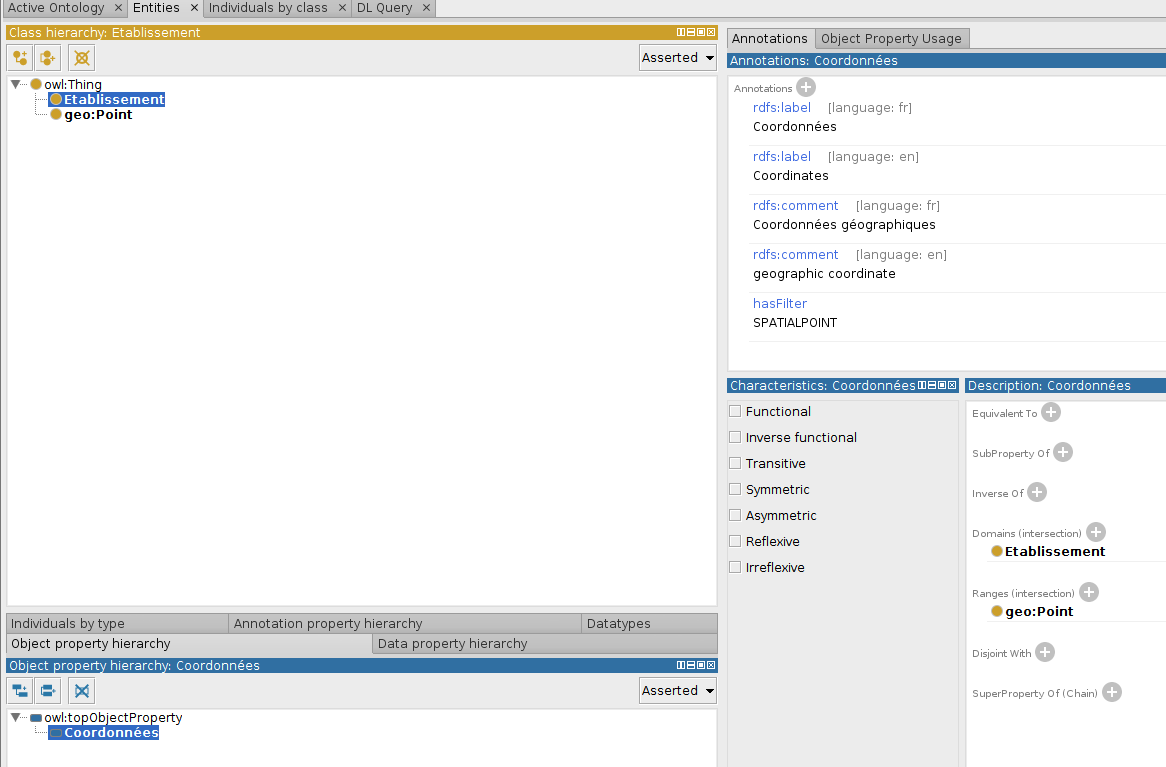 Active Ontology × Entities × Individuals by class × DL Query ×
Class hierarchy: Etablissement
Asserted
owl:Thing
Etablissement
geo:Point
Individuals by type Annotation property hierarchy Datatypes
Object property hierarchy Data property hierarchy
Object property hierarchy: Coordonnées
Asserted
owl:topObjectProperty
Coordonnées
Annotations Object Property Usage
Annotations: Coordonnées
Annotations
rdfs:label [language: fr]
Coordonnées
rdfs:label [language: en]
Coordinates
rdfs:comment [language: fr]
Coordonnées géographiques
rdfs:comment [language: en]
geographic coordinate
hasFilter
SPATIALPOINT
Characteristics: Coordonnées
Functional
Inverse functional
Transitive
Symmetric
Asymmetric
Reflexive
Irreflexive
Description: Coordonnées
Equivalent To
SubProperty Of
Inverse Of
Domains (intersection)
Etablissement
Ranges (intersection)
geo:Point
Disjoint With
SuperProperty Of (Chain)